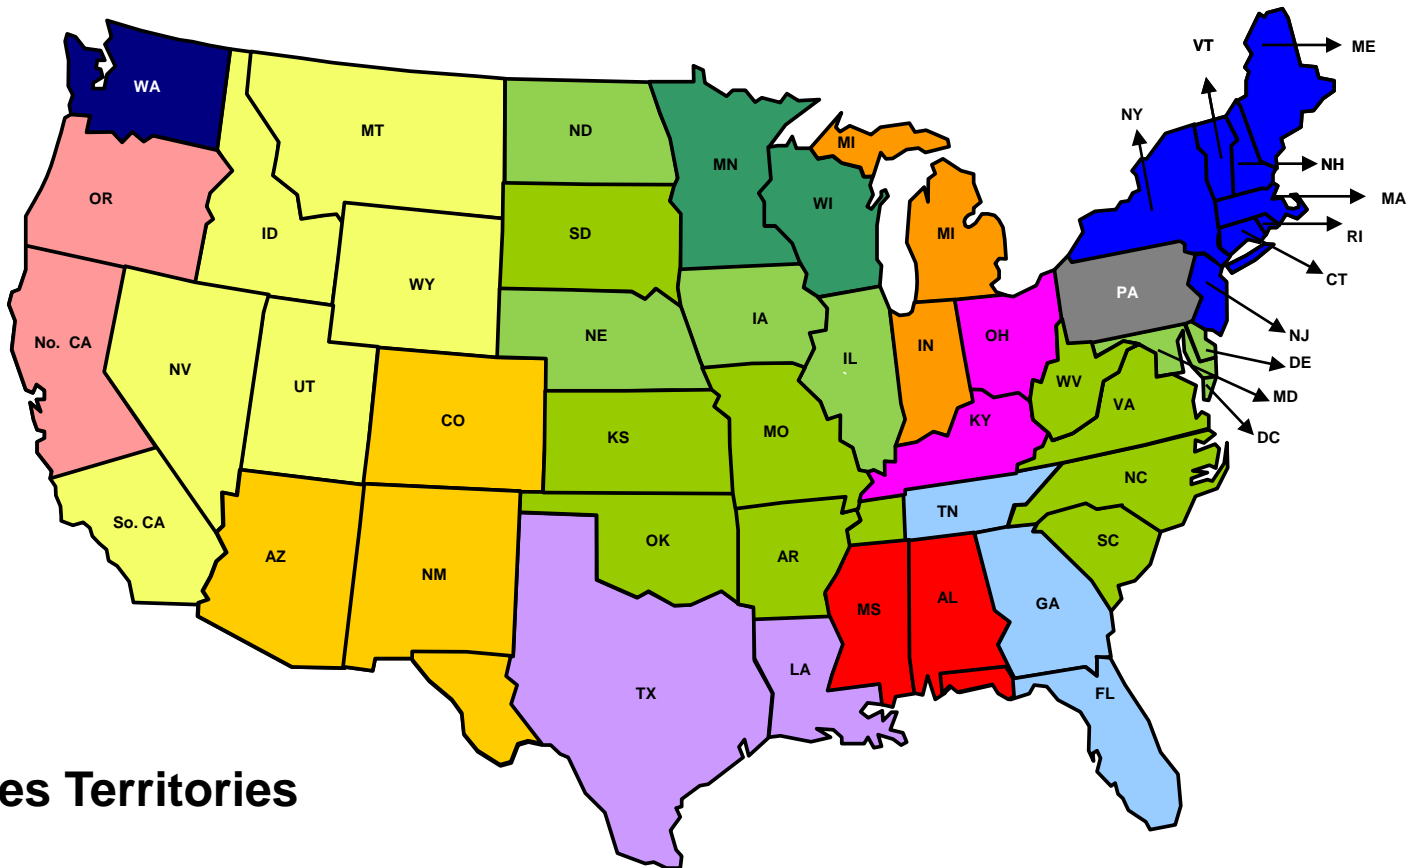 VT
ME
WA
NY
MT
ND
MI
MN
NH
OR
MA
WI
ID
SD
MI
RI
WY
CT
PA
IA
NE
No. CA
OH
NJ
IN
IL
NV
DE
UT
WV
MD
VA
CO
KY
KS
MO
DC
NC
TN
So. CA
OK
SC
AZ
AR
NM
AL
GA
MS
LA
TX
FL
es Territories